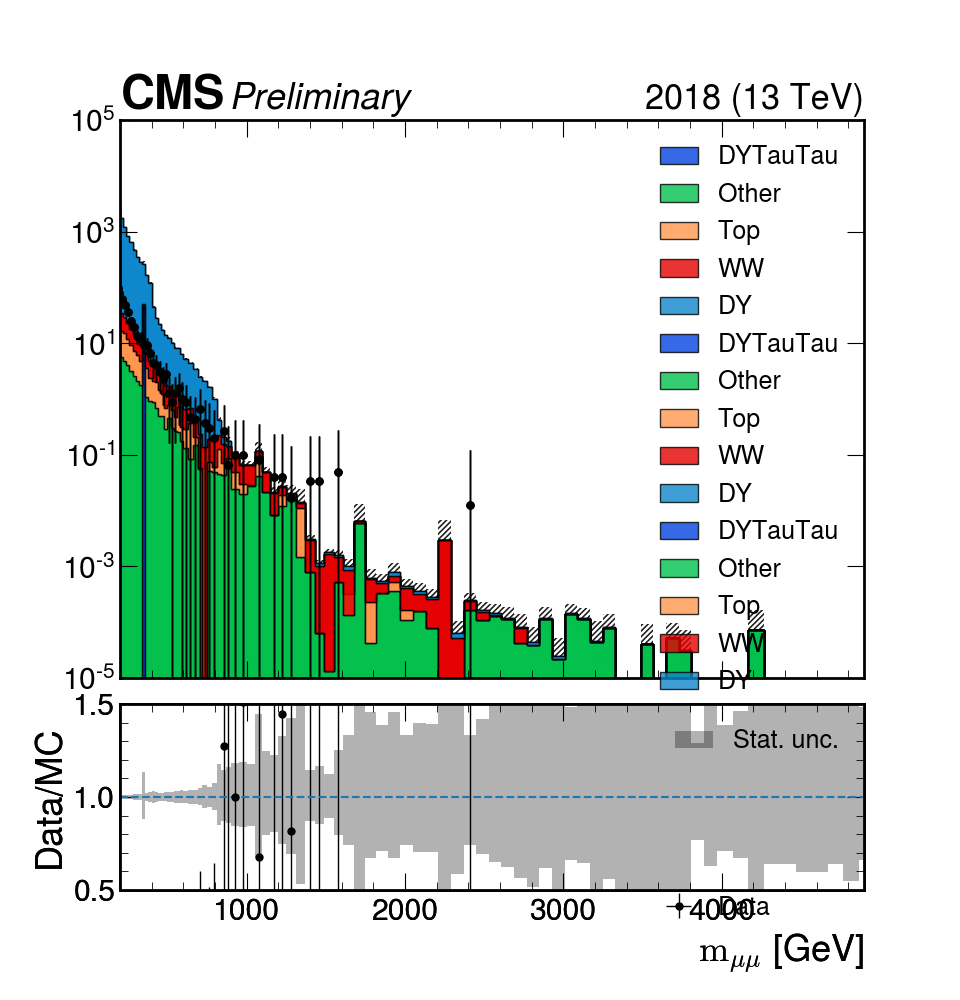 CMS Preliminary 2018 (13 TeV)
10^5
10^3
10^1
10^-1
10^-3
10^-5
DYTauTau
Other
Top
WW
DY
DYTauTau
Other
Top
WW
DY
DYTauTau
Other
Top
WW
DY
1.5
1.0
0.5
Data/MC
Stat. unc.
1000 2000 3000 4000
Data
m_μμ [GeV]